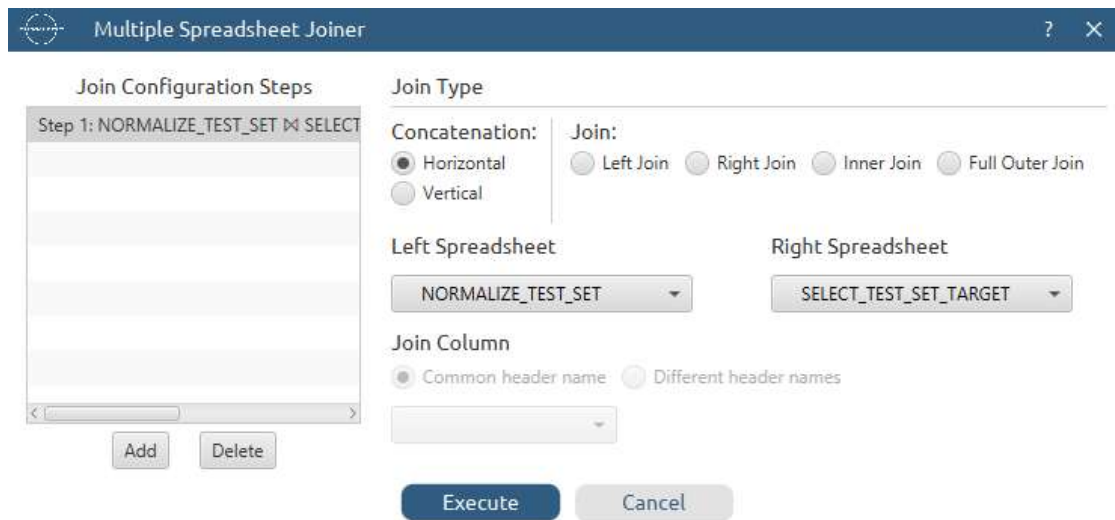 Multiple Spreadsheet Joiner ? ×
Join Configuration Steps
Step 1: NORMALIZE_TEST_SET ⋈ SELECT
Add Delete
Join Type
Concatenation: Join:
Horizontal Left Join Right Join Inner Join Full Outer Join
Vertical
Left Spreadsheet Right Spreadsheet
NORMALIZE_TEST_SET SELECT_TEST_SET_TARGET
Join Column
Common header name Different header names
Execute Cancel